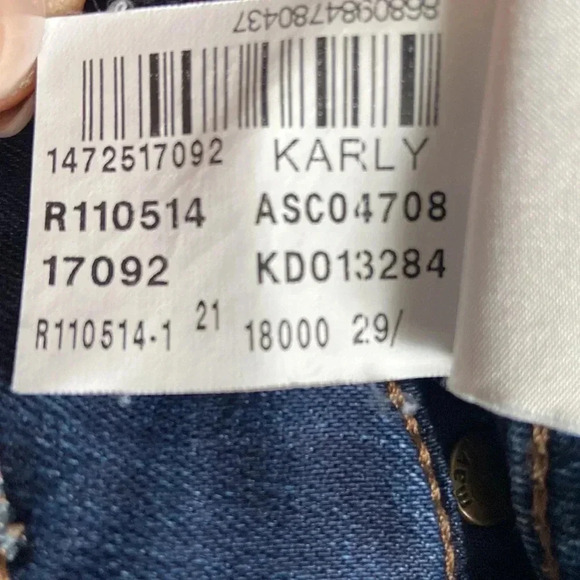 8680984780437
1472517092 KARLY
R110514 ASC04708
17092 KD013284
R110514-1 21 18000 29/